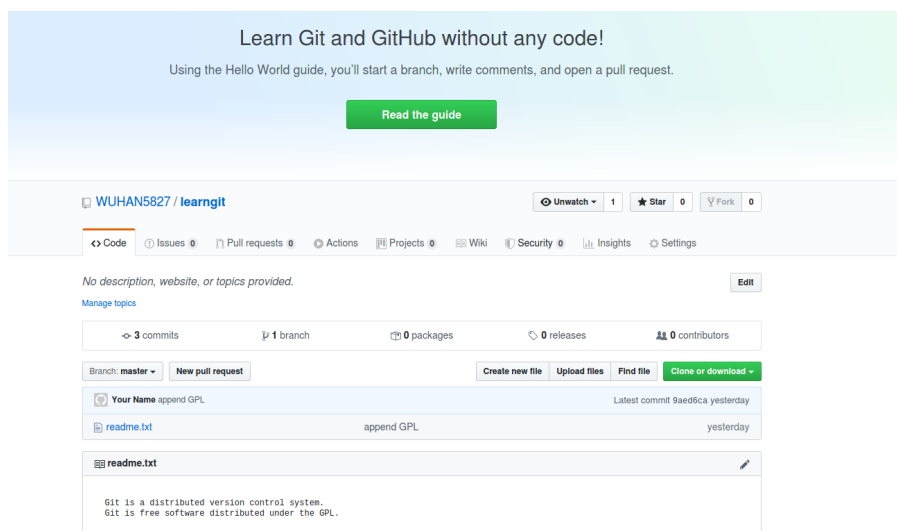 Learn Git and GitHub without any code!
Using the Hello World guide, you'll start a branch, write comments, and open a pull request.
Read the guide
WUHAN5827 / learngit
Unwatch 1 Star 0 Fork 0
Code Issues 0 Pull requests 0 Actions Projects 0 Wiki Security 0 Insights Settings
No description, website, or topics provided. Edit
Manage topics
3 commits 1 branch 0 packages 0 releases 0 contributors
Branch: master New pull request Create new file Upload files Find file Clone or download
Your Name append GPL Latest commit 9aed6ca yesterday
readme.txt append GPL yesterday
readme.txt
Git is a distributed version control system.
Git is free software distributed under the GPL.